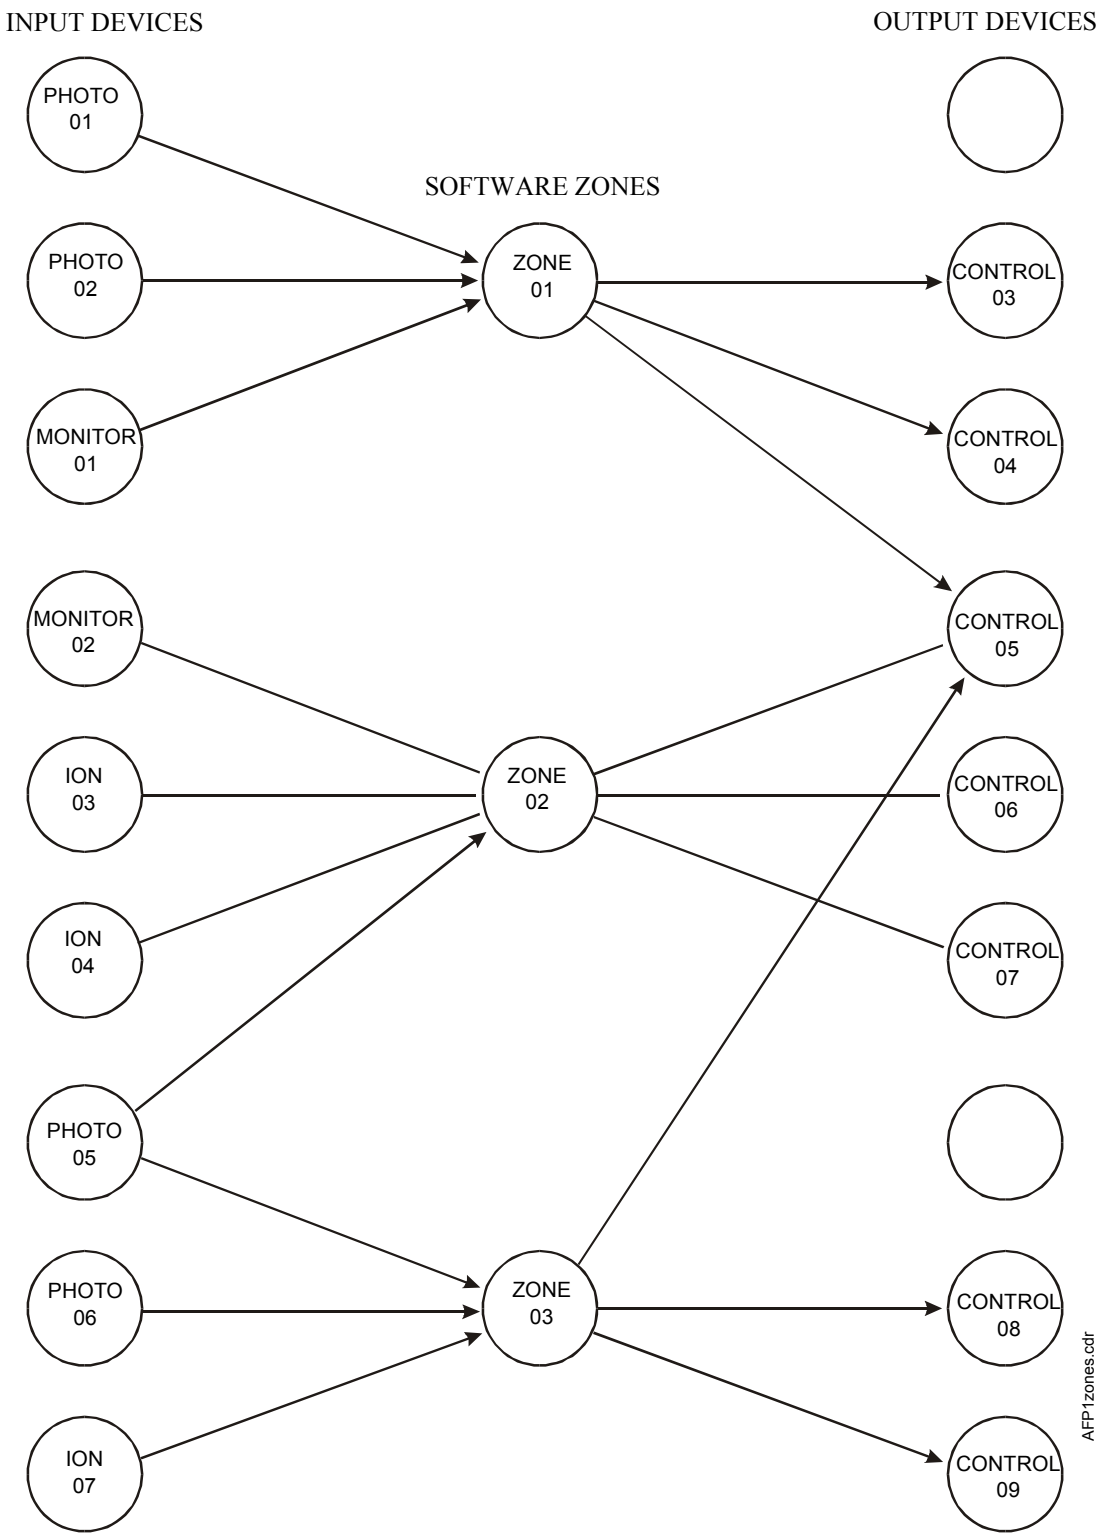 INPUT DEVICES
OUTPUT DEVICES
PHOTO
01
SOFTWARE ZONES
PHOTO
02
ZONE
01
CONTROL
03
MONITOR
01
CONTROL
04
MONITOR
02
CONTROL
05
ION
03
ZONE
02
CONTROL
06
ION
04
CONTROL
07
PHOTO
05
PHOTO
06
ZONE
03
CONTROL
08
ION
07
CONTROL
09
AFP1zones.cdr